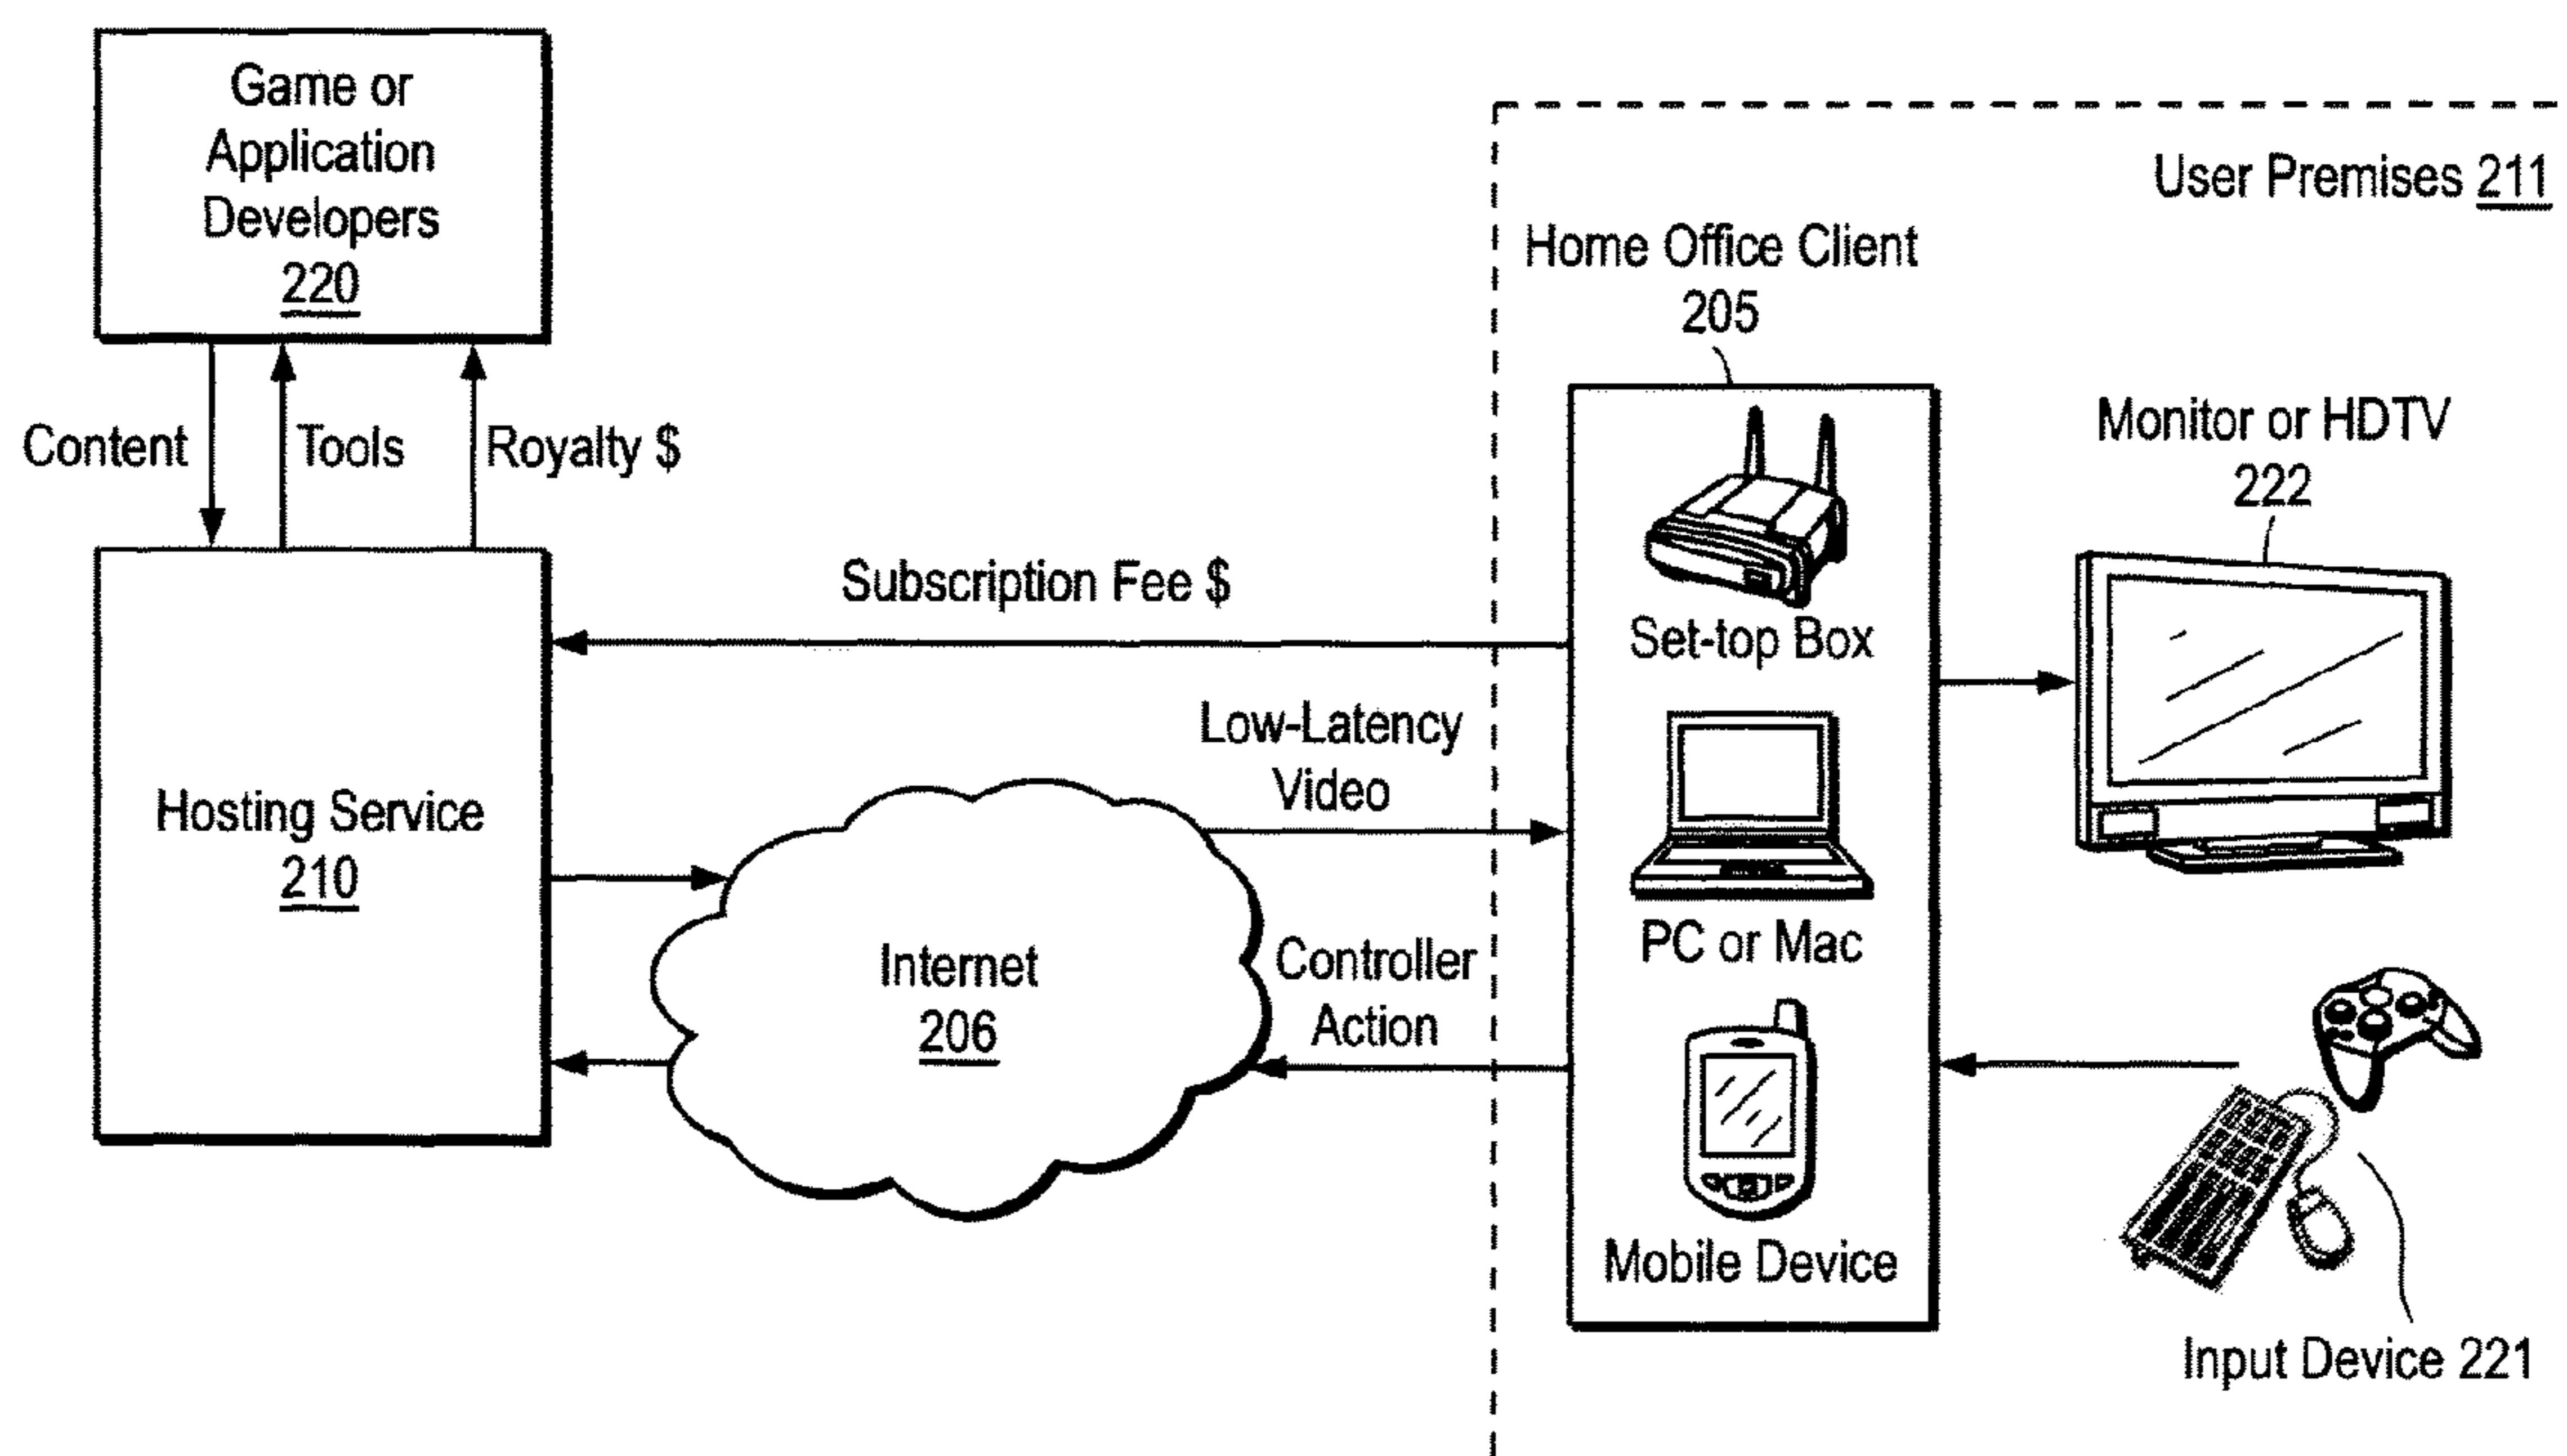 Game or
Application
Developers
220
Content
Tools
Royalty $
Hosting Service
210
Subscription Fee $
Low-Latency
Video
Internet
206
Controller
Action
User Premises 211
Home Office Client
205
Set-top Box
PC or Mac
Mobile Device
Monitor or HDTV
222
Input Device 221